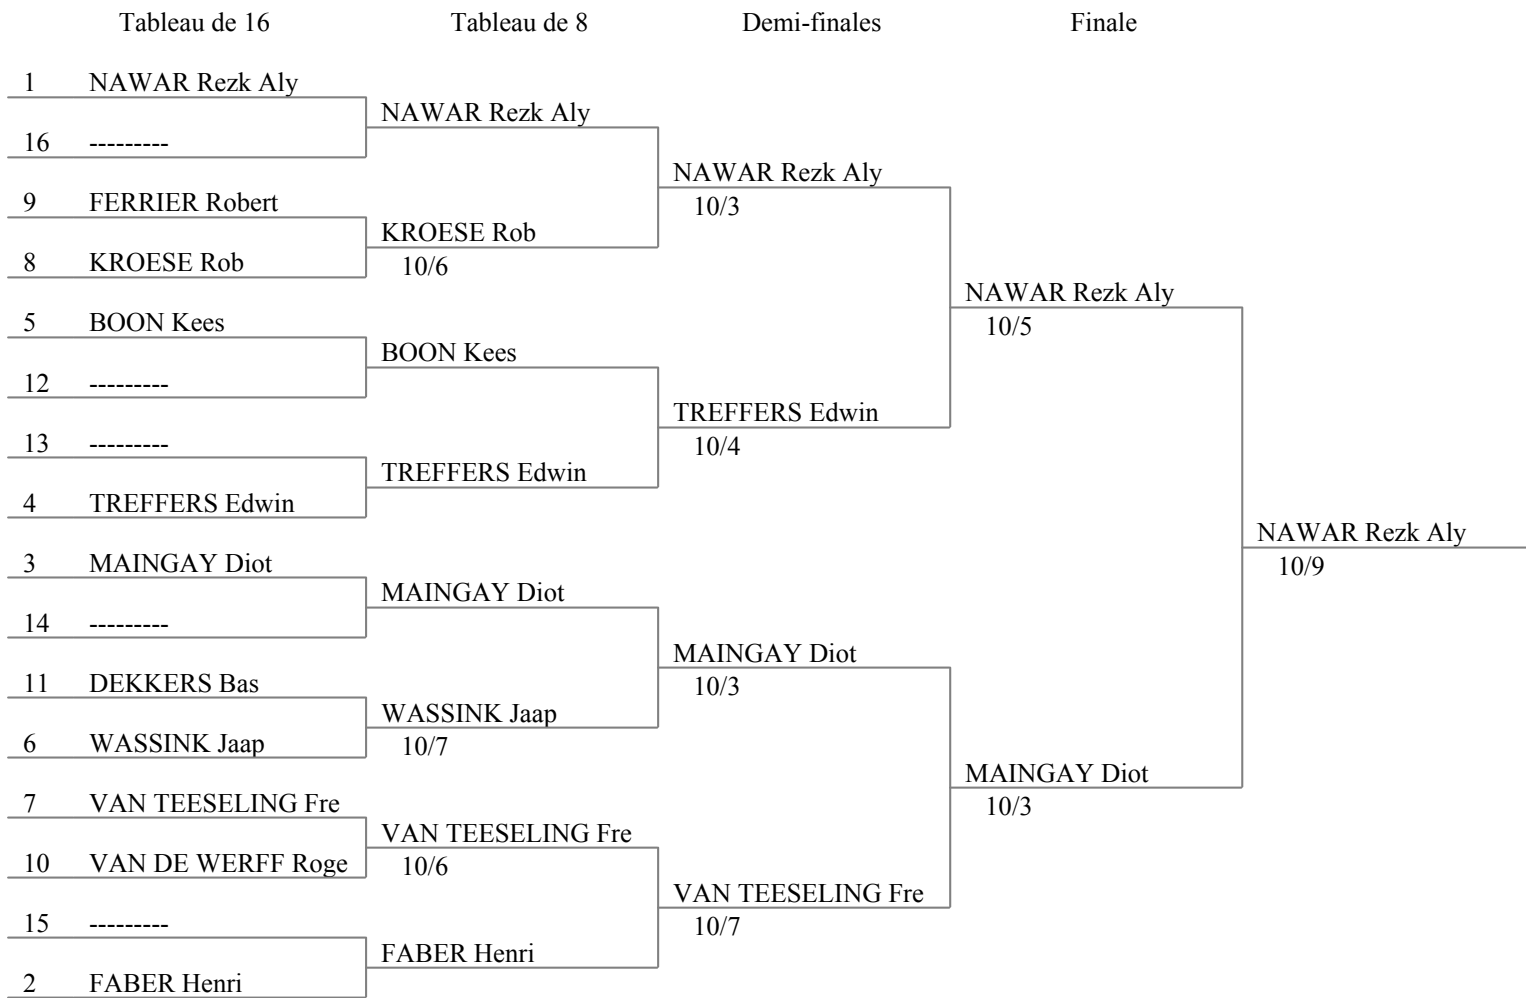 Tableau de 16 Tableau de 8 Demi-finales Finale
1 NAWAR Rezk Aly
NAWAR Rezk Aly
16 ---------
NAWAR Rezk Aly
10/3
9 FERRIER Robert
KROESE Rob
10/6
8 KROESE Rob
NAWAR Rezk Aly
10/5
5 BOON Kees
BOON Kees
12 ---------
TREFFERS Edwin
10/4
13 ---------
TREFFERS Edwin
4 TREFFERS Edwin
NAWAR Rezk Aly
10/9
3 MAINGAY Diot
MAINGAY Diot
14 ---------
MAINGAY Diot
10/3
11 DEKKERS Bas
WASSINK Jaap
10/7
6 WASSINK Jaap
MAINGAY Diot
10/3
7 VAN TEESELING Fre
VAN TEESELING Fre
10/6
10 VAN DE WERFF Roge
VAN TEESELING Fre
10/7
15 ---------
FABER Henri
2 FABER Henri